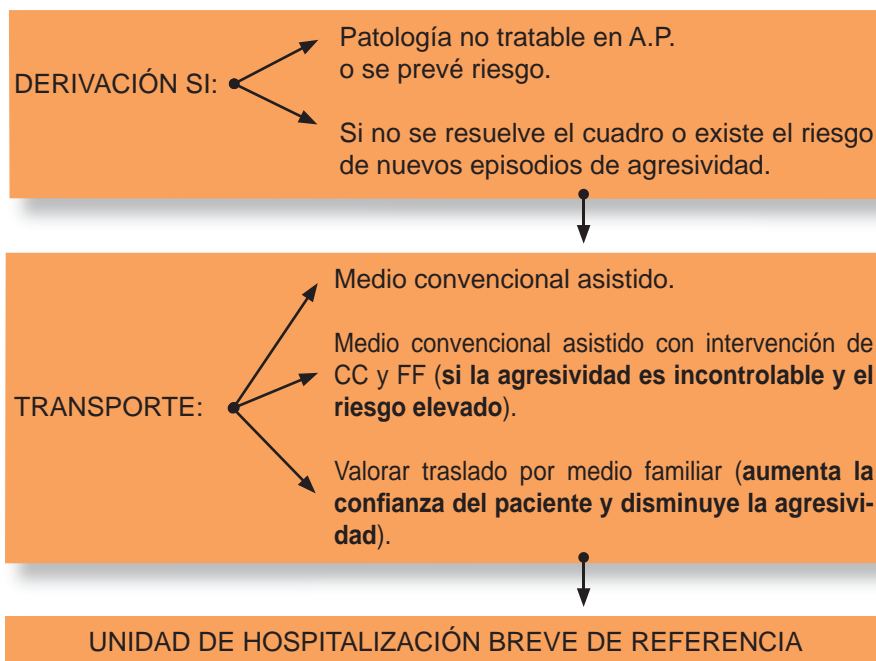 Patología no tratable en A.P.
o se prevé riesgo.
DERIVACIÓN SI:
Si no se resuelve el cuadro o existe el riesgo
de nuevos episodios de agresividad.
Medio convencional asistido.
Medio convencional asistido con intervención de
CC y FF (si la agresividad es incontrolable y el
riesgo elevado).
TRANSPORTE:
Valorar traslado por medio familiar (aumenta la
confianza del paciente y disminuye la agresivi-
dad).
UNIDAD DE HOSPITALIZACIÓN BREVE DE REFERENCIA